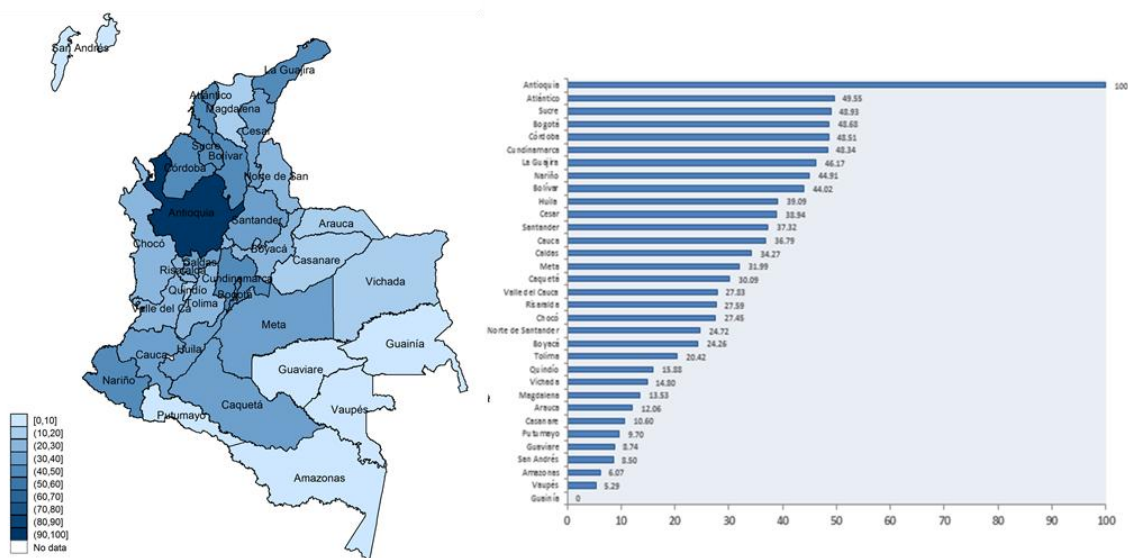 San Andrés
La Guajira
Atlántico
Magdalena
Cesar
Sucre
Bolívar
Córdoba
Norte de San
Antioquia
Santander
Arauca
Chocó
Boyacá
Casanare
Caldas
Risaralda
Cundinamarca
Vichada
Quindío
Bogotá
Tolima
Valle del Ca
Meta
Guainía
Cauca
Huila
Guaviare
Nariño
Caquetá
Vaupés
Putumayo
Amazonas
[0,10]
(10,20]
(20,30]
(30,40]
(40,50]
(50,60]
(60,70]
(70,80]
(80,90]
(90,100]
No data
Antioquia 100
Atlántico 49.55
Sucre 48.93
Bogotá 48.68
Córdoba 48.51
Cundinamarca 48.34
La Guajira 46.17
Nariño 44.91
Bolívar 44.02
Huila 39.09
Cesar 38.94
Santander 37.32
Cauca 36.79
Caldas 34.27
Meta 31.99
Caquetá 30.09
Valle del Cauca 27.83
Risaralda 27.59
Chocó 27.45
Norte de Santander 24.72
Boyacá 24.26
Tolima 20.42
Quindío 15.88
Vichada 14.80
Magdalena 13.53
Arauca 12.06
Casanare 10.60
Putumayo 9.70
Guaviare 8.74
San Andrés 8.50
Amazonas 6.07
Vaupés 5.29
Guainía 0
0 10 20 30 40 50 60 70 80 90 100